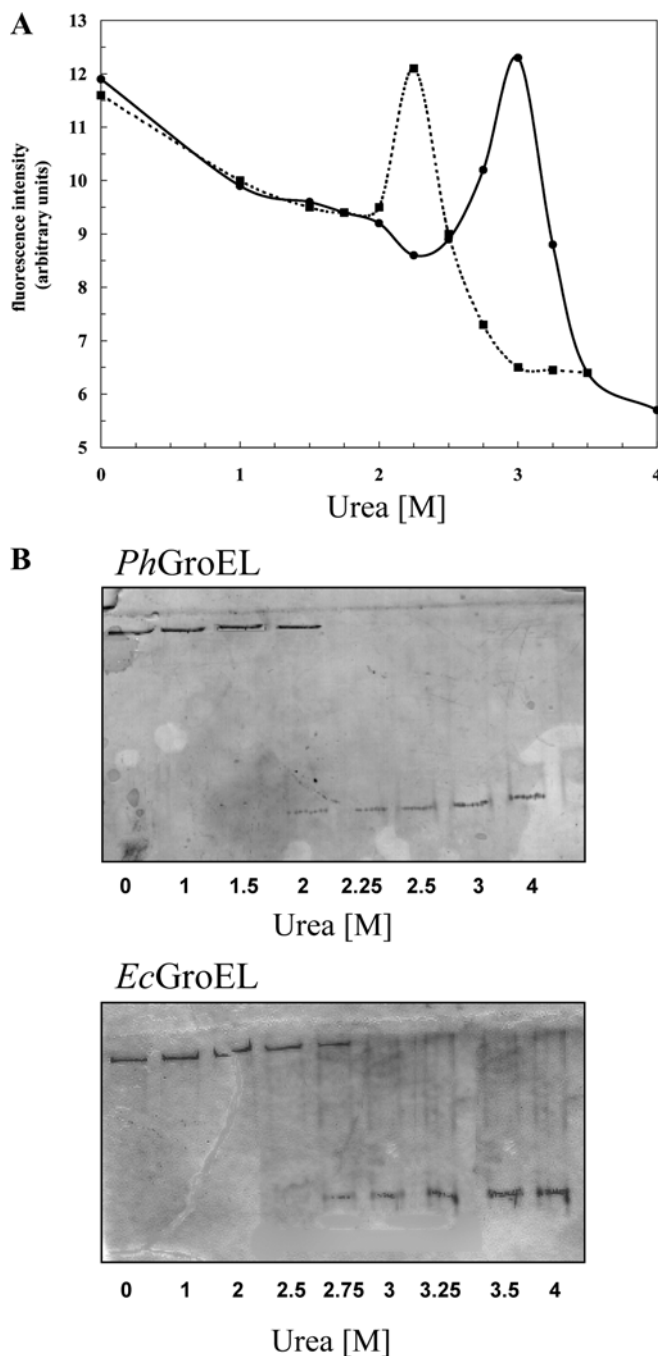 A
fluorescence intensity
(arbitrary units)
13
12
11
10
9
8
7
6
5
0 1 2 3 4
Urea [M]
B
PhGroEL
0 1 1.5 2 2.25 2.5 3 4
Urea [M]
EcGroEL
0 1 2 2.5 2.75 3 3.25 3.5 4
Urea [M]